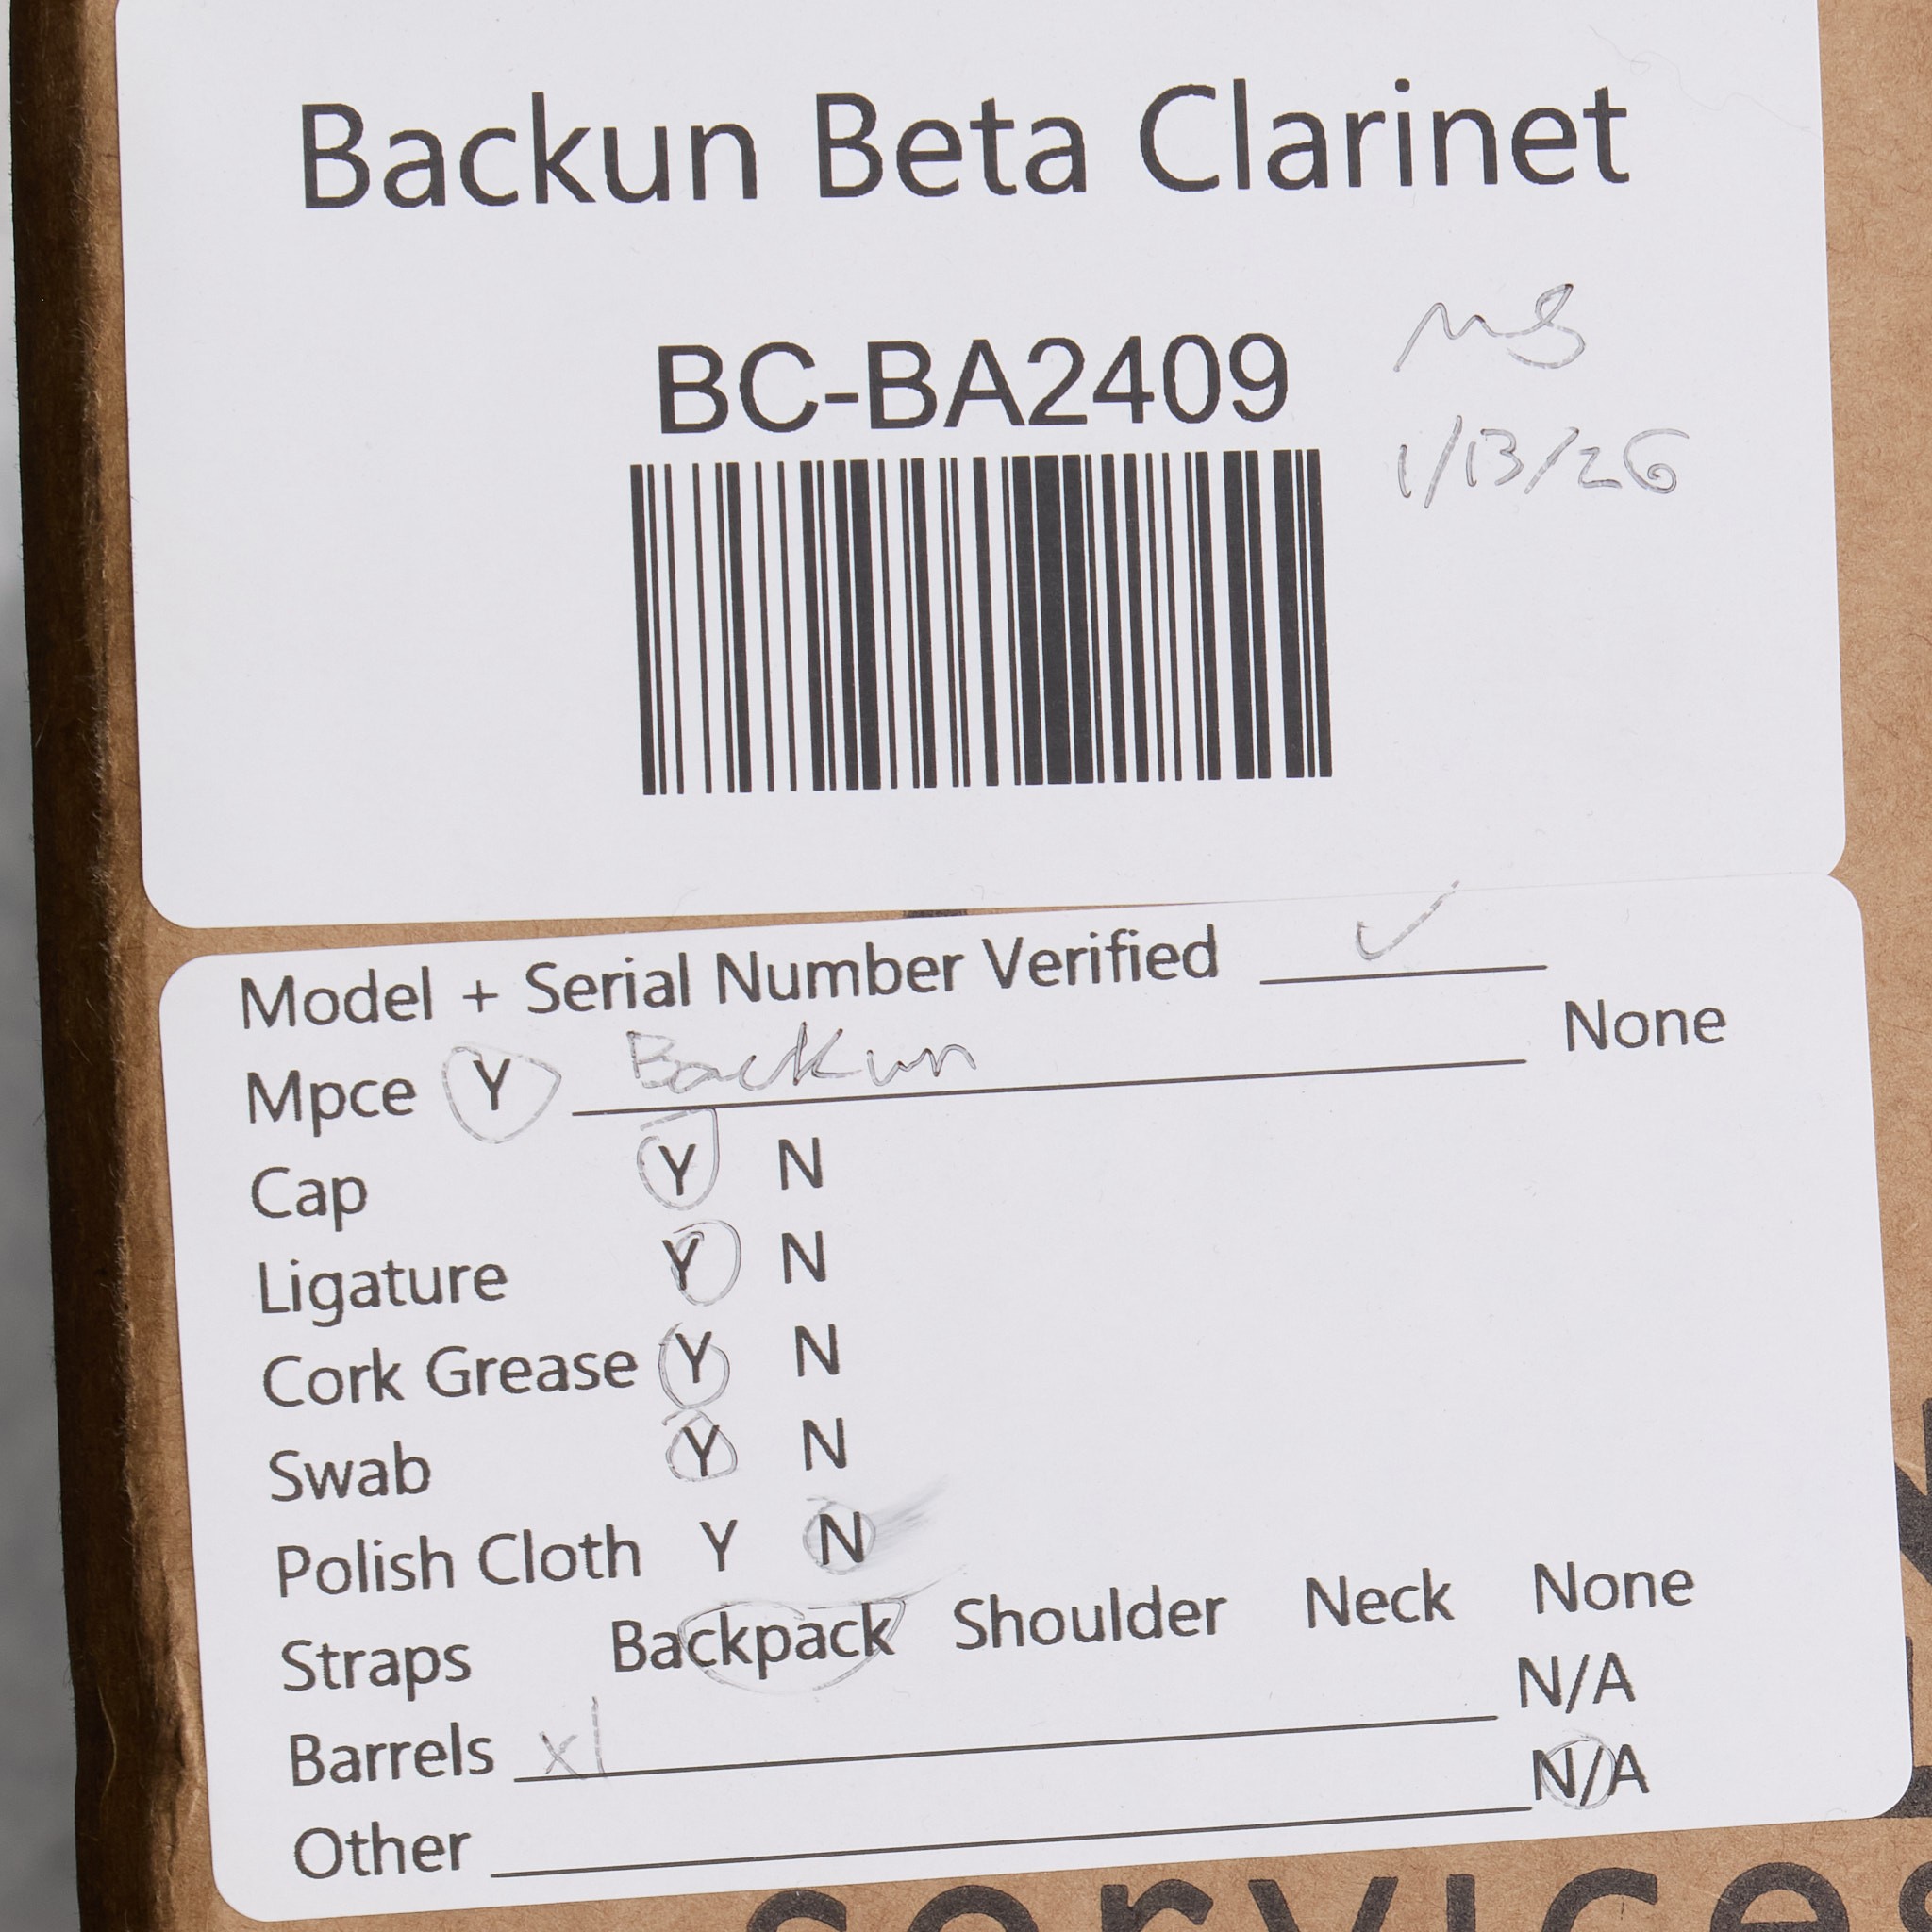 Backun Beta Clarinet
MS
BC-BA2409
1/13/26
Model + Serial Number Verified ✓
Mpce Y Backun None
Cap Y N
Ligature Y N
Cork Grease Y N
Swab Y N
Polish Cloth Y N
Straps Backpack Shoulder Neck None
Barrels x1 N/A
Other N/A
services